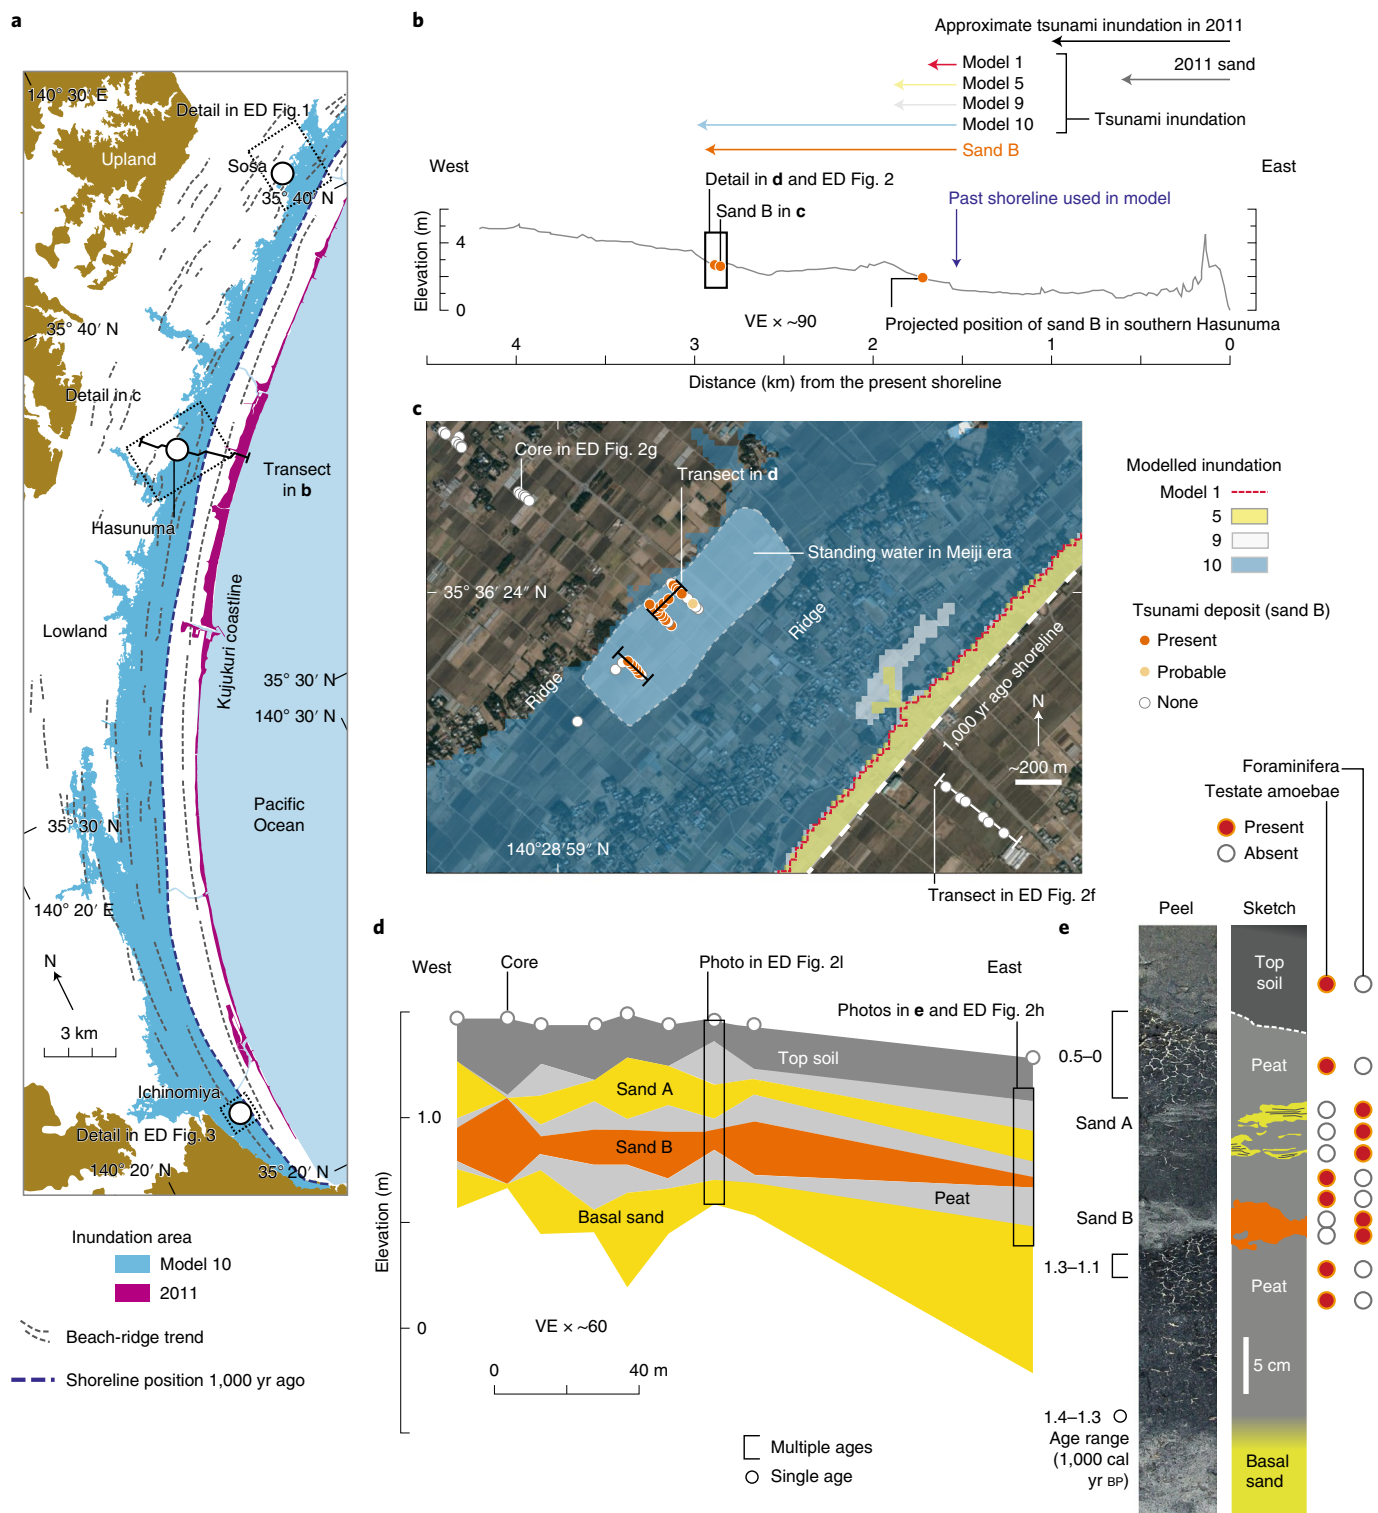 a
140° 30′ E
Detail in ED Fig.1
Upland
Sosa
35° 40′ N
35° 40′ N
Detail in c
Transect
in b
Hasunuma
Kujukuri coastline
Lowland
35° 30′ N
140° 30′ N
Pacific
Ocean
35° 30′ N
140° 20′ E
N
3 km
Ichinomiya
Detail in ED Fig. 3
140° 20′ N
35° 20′ N
Inundation area
Model 10
2011
Beach-ridge trend
Shoreline position 1,000 yr ago
b
Approximate tsunami inundation in 2011
Model 1
2011 sand
Model 5
Model 9
Model 10
Tsunami inundation
Sand B
West
East
Detail in d and ED Fig. 2
Sand B in c
Past shoreline used in model
Elevation (m)
4
0
VE × ~90
Projected position of sand B in southern Hasunuma
4
3
2
1
0
Distance (km) from the present shoreline
c
Core in ED Fig. 2g
Transect in d
Standing water in Meiji era
35° 36′ 24″ N
Ridge
Ridge
1,000 yr ago shoreline
N
~200 m
140°28′59″ N
Transect in ED Fig. 2f
Modelled inundation
Model 1
5
9
10
Tsunami deposit (sand B)
Present
Probable
None
Foraminifera
Testate amoebae
Present
Absent
d
West
Core
Photo in ED Fig. 2l
East
Photos in e and ED Fig. 2h
Top soil
Sand A
1.0
Sand B
Peat
Basal sand
Elevation (m)
0
VE × ~60
0
40 m
Multiple ages
Single age
e
Peel
Sketch
Top
soil
0.5–0
Peat
Sand A
Sand B
1.3–1.1
Peat
5 cm
1.4–1.3
Age range
(1,000 cal
yr BP)
Basal
sand